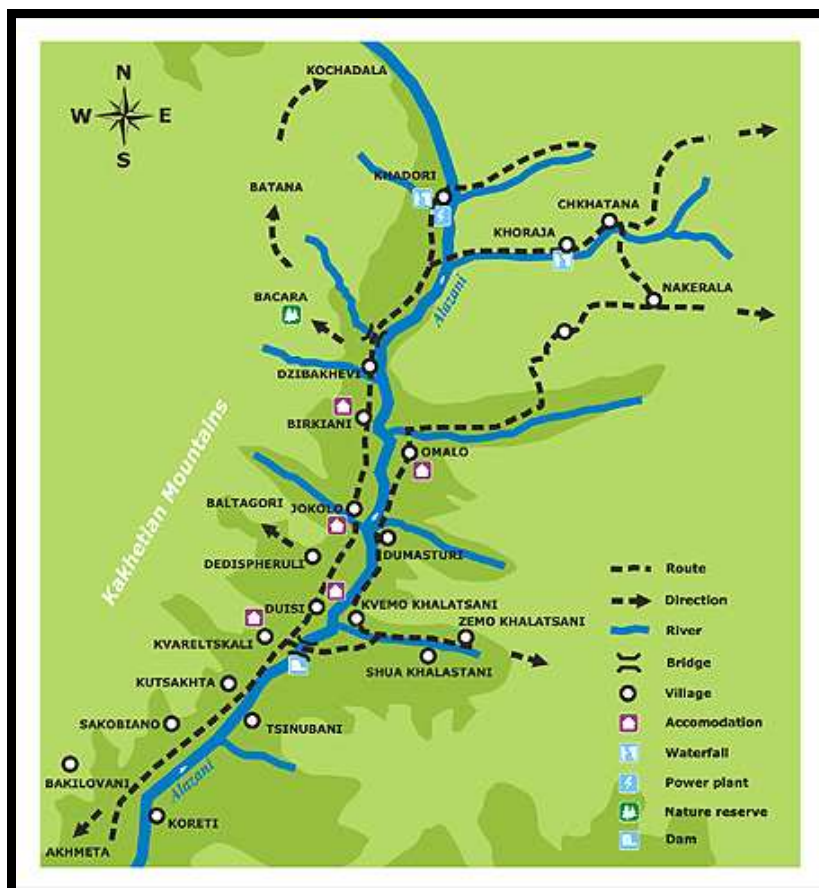 KOCHADALA
N
W E
S
KHADORI
BATANA
CHKHATANA
KHORAJA
NAKERALA
BACARA
Alazani
DZIBAKHEVI
BIRKIANI
OMALO
Kakhetian Mountains
BALTAGORI
JOKOLO
DUMASTURI
DEDISPHERULI
DUISI
KVEMO KHALATSANI
ZEMO KHALATSANI
KVARELTSKALI
SHUA KHALASTANI
KUTSAKHTA
SAKOBIANO
TSINUBANI
BAKILOVANI
Alazani
KORETI
AKHMETA
Route
Direction
River
Bridge
Village
Accomodation
Waterfall
Power plant
Nature reserve
Dam